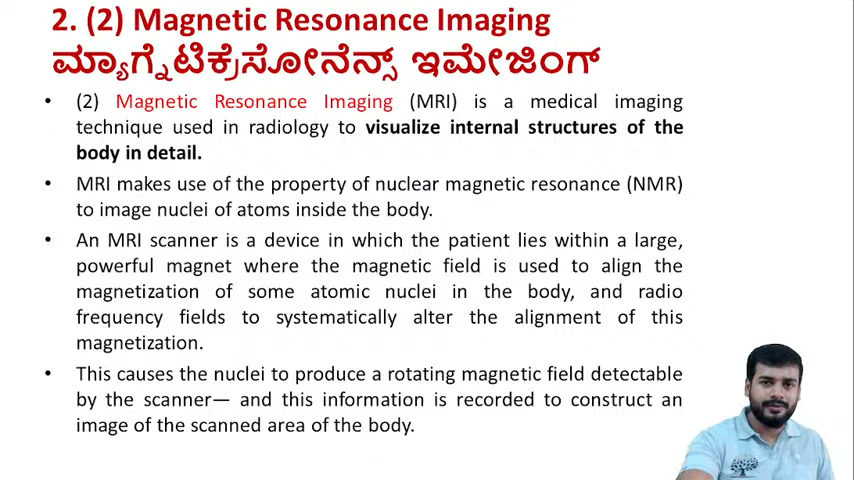 2. (2) Magnetic Resonance Imaging
ಮ್ಯಾಗ್ನೆಟಿಕ್ರೆಸೋನೆನ್ಸ್ ಇಮೇಜಿಂಗ್
• (2) Magnetic Resonance Imaging (MRI) is a medical imaging
technique used in radiology to visualize internal structures of the
body in detail.
• MRI makes use of the property of nuclear magnetic resonance (NMR)
to image nuclei of atoms inside the body.
• An MRI scanner is a device in which the patient lies within a large,
powerful magnet where the magnetic field is used to align the
magnetization of some atomic nuclei in the body, and radio
frequency fields to systematically alter the alignment of this
magnetization.
• This causes the nuclei to produce a rotating magnetic field detectable
by the scanner— and this information is recorded to construct an
image of the scanned area of the body.